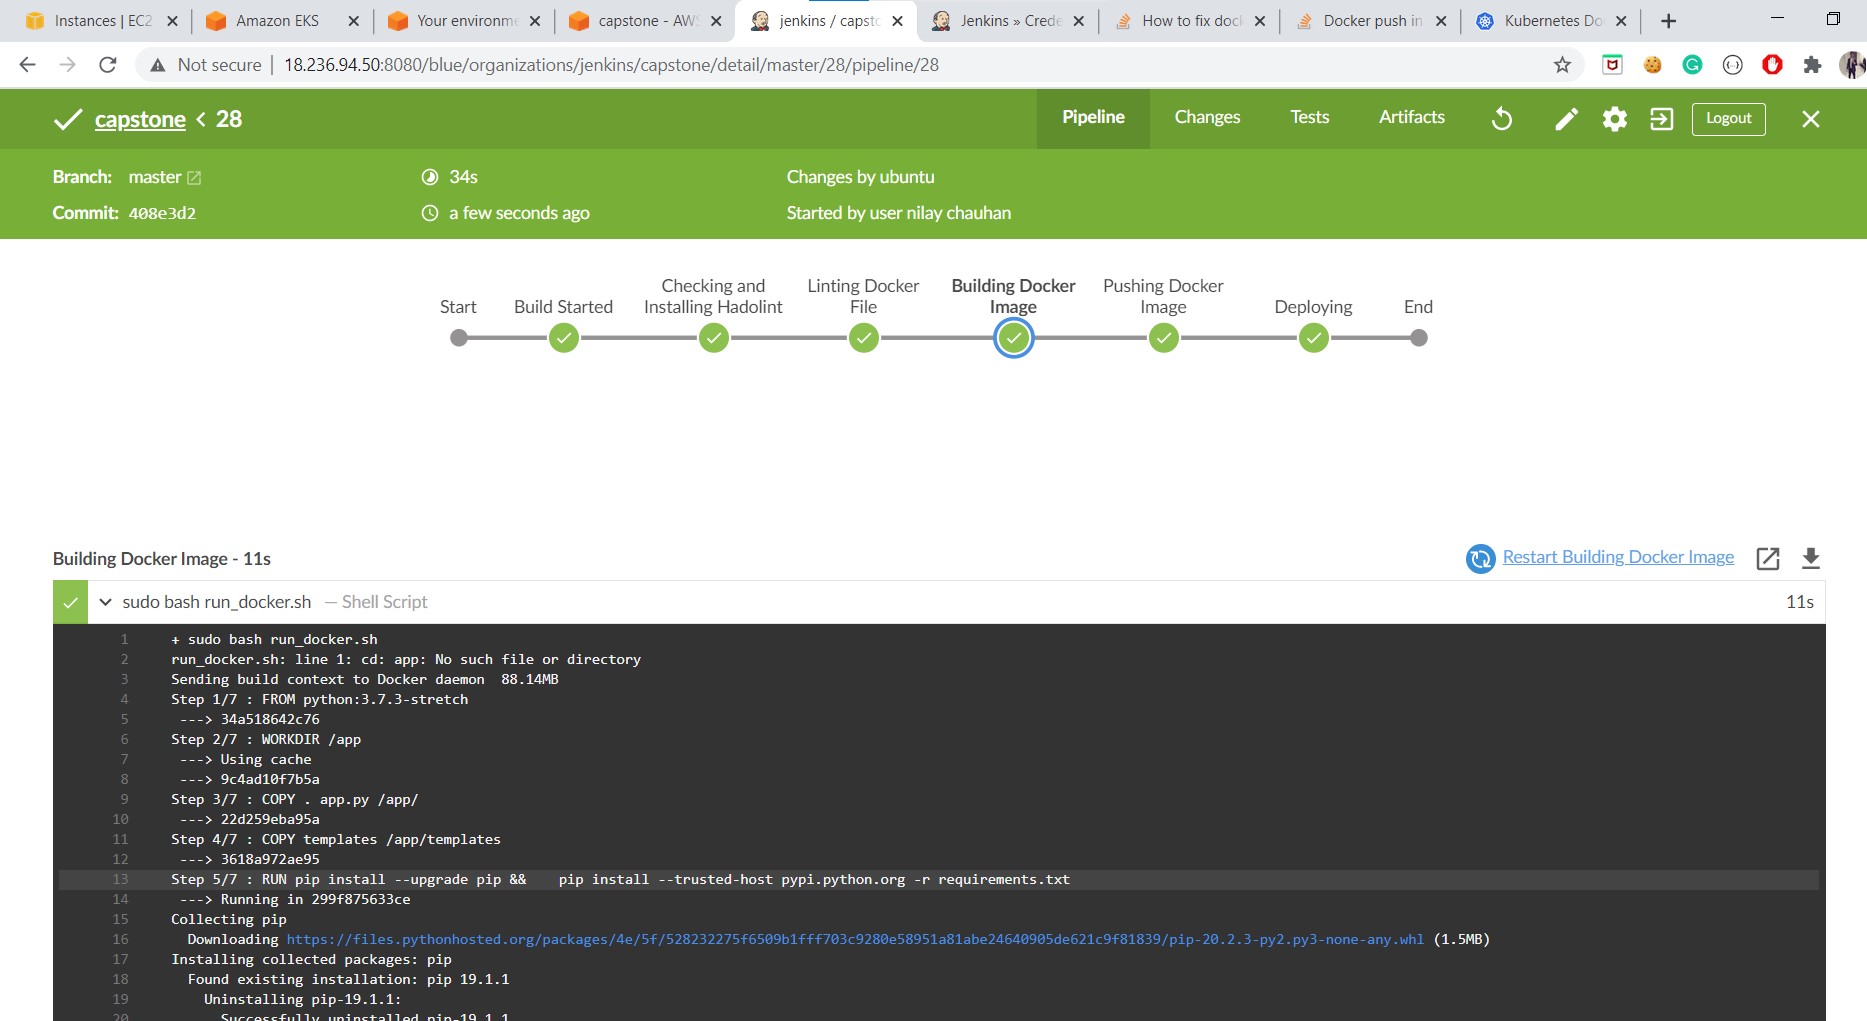 Instances | EC2
Amazon EKS
Your environme
capstone - AWS
jenkins / capstc
Jenkins » Crede
How to fix dock
Docker push in
Kubernetes Do
Not secure | 18.236.94.50:8080/blue/organizations/jenkins/capstone/detail/master/28/pipeline/28
capstone < 28
Pipeline
Changes
Tests
Artifacts
Logout
Branch: master
34s
Changes by ubuntu
Commit: 408e3d2
a few seconds ago
Started by user nilay chauhan
Start
Build Started
Checking and
Installing Hadolint
Linting Docker
File
Building Docker
Image
Pushing Docker
Image
Deploying
End
Building Docker Image - 11s
Restart Building Docker Image
sudo bash run_docker.sh — Shell Script
11s
1 + sudo bash run_docker.sh
2 run_docker.sh: line 1: cd: app: No such file or directory
3 Sending build context to Docker daemon  88.14MB
4 Step 1/7 : FROM python:3.7.3-stretch
5 ---> 34a518642c76
6 Step 2/7 : WORKDIR /app
7 ---> Using cache
8 ---> 9c4ad10f7b5a
9 Step 3/7 : COPY . app.py /app/
10 ---> 22d259eba95a
11 Step 4/7 : COPY templates /app/templates
12 ---> 3618a972ae95
13 Step 5/7 : RUN pip install --upgrade pip &&    pip install --trusted-host pypi.python.org -r requirements.txt
14 ---> Running in 299f875633ce
15 Collecting pip
16 Downloading https://files.pythonhosted.org/packages/4e/5f/528232275f6509b1fff703c9280e58951a81abe24640905de621c9f81839/pip-20.2.3-py2.py3-none-any.whl (1.5MB)
17 Installing collected packages: pip
18 Found existing installation: pip 19.1.1
19 Uninstalling pip-19.1.1:
20 Successfully uninstalled pip-19.1.1